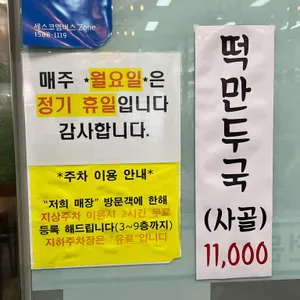 세스코멤버스 Zone
1588-1119
매주 *월요일*은
정기 휴일입니다
감사합니다.
*주차 이용 안내*
"저희 매장" 방문객에 한해
지상주차 이용시 2시간 무료
등록 해드립니다(3~9층까지)
지하주차장은 "유료"입니다
떡만두국
(사골)
11,000